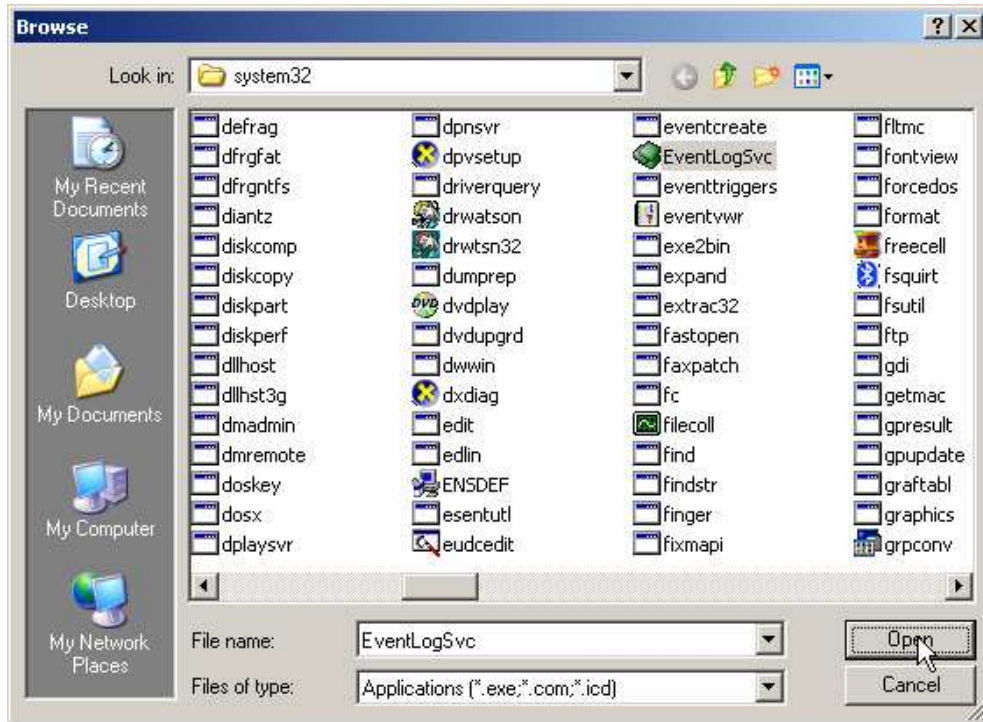 Browse
Look in:
system32
My Recent
Documents
Desktop
My Documents
My Computer
My Network
Places
defrag
dfrgfat
dfrgntfs
diantz
diskcomp
diskcopy
diskpart
diskperf
dllhost
dllhst3g
dmadmin
dmremote
doskey
dosx
dplaysvr
dpnsvr
dpvsetup
driverquery
drwatson
drwtsn32
dumprep
dvdplay
dvdupgrd
dwwin
dxdiag
edit
edlin
ENSDEF
esentutl
eudcedit
eventcreate
EventLogSvc
eventtriggers
eventvwr
exe2bin
expand
extrac32
fastopen
faxpatch
fc
filecoll
find
findstr
finger
fixmapi
fltmc
fontview
forcedos
format
freecell
fsquirt
fsutil
ftp
gdi
getmac
gpresult
gpupdate
graftabl
graphics
grpconv
File name:
EventLogSvc
Open
Files of type:
Applications (*.exe;*.com;*.icd)
Cancel